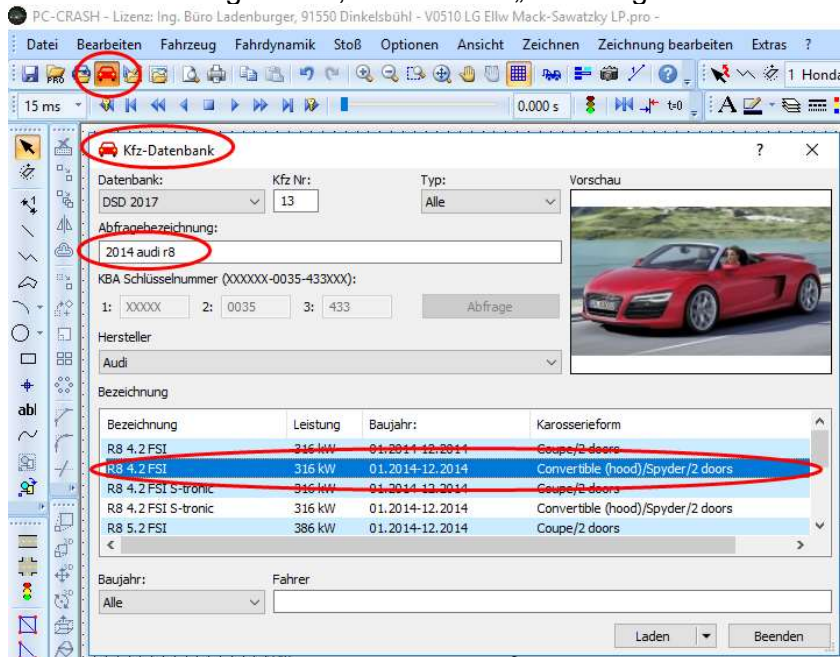 PC-CRASH - Lizenz: Ing. Büro Ladenburger, 91550 Dinkelsbühl - V0510 LG Ellw Mack-Sawatzky LP.pro -
Datei Bearbeiten Fahrzeug Fahrdynamik Stoß Optionen Ansicht Zeichnen Zeichnung bearbeiten Extras ?
PRO 1 Honda
15 ms 0.000 s t=0 A
Kfz-Datenbank ? X
Datenbank: Kfz Nr: Typ: Vorschau
DSD 2017 13 Alle
Abfragebezeichnung:
2014 audi r8
KBA Schlüsselnummer (XXXXXX-0035-433XXX):
1: XXXXX 2: 0035 3: 433 Abfrage
Hersteller
Audi
Bezeichnung
Bezeichnung Leistung Baujahr: Karosserieform
R8 4.2 FSI 316 kW 01.2014-12.2014 Coupe/2 doors
R8 4.2 FSI 316 kW 01.2014-12.2014 Convertible (hood)/Spyder/2 doors
R8 4.2 FSI S-tronic 316 kW 01.2014-12.2014 Coupe/2 doors
R8 4.2 FSI S-tronic 316 kW 01.2014-12.2014 Convertible (hood)/Spyder/2 doors
R8 5.2 FSI 386 kW 01.2014-12.2014 Coupe/2 doors
Baujahr: Fahrer
Alle
Laden Beenden
abl